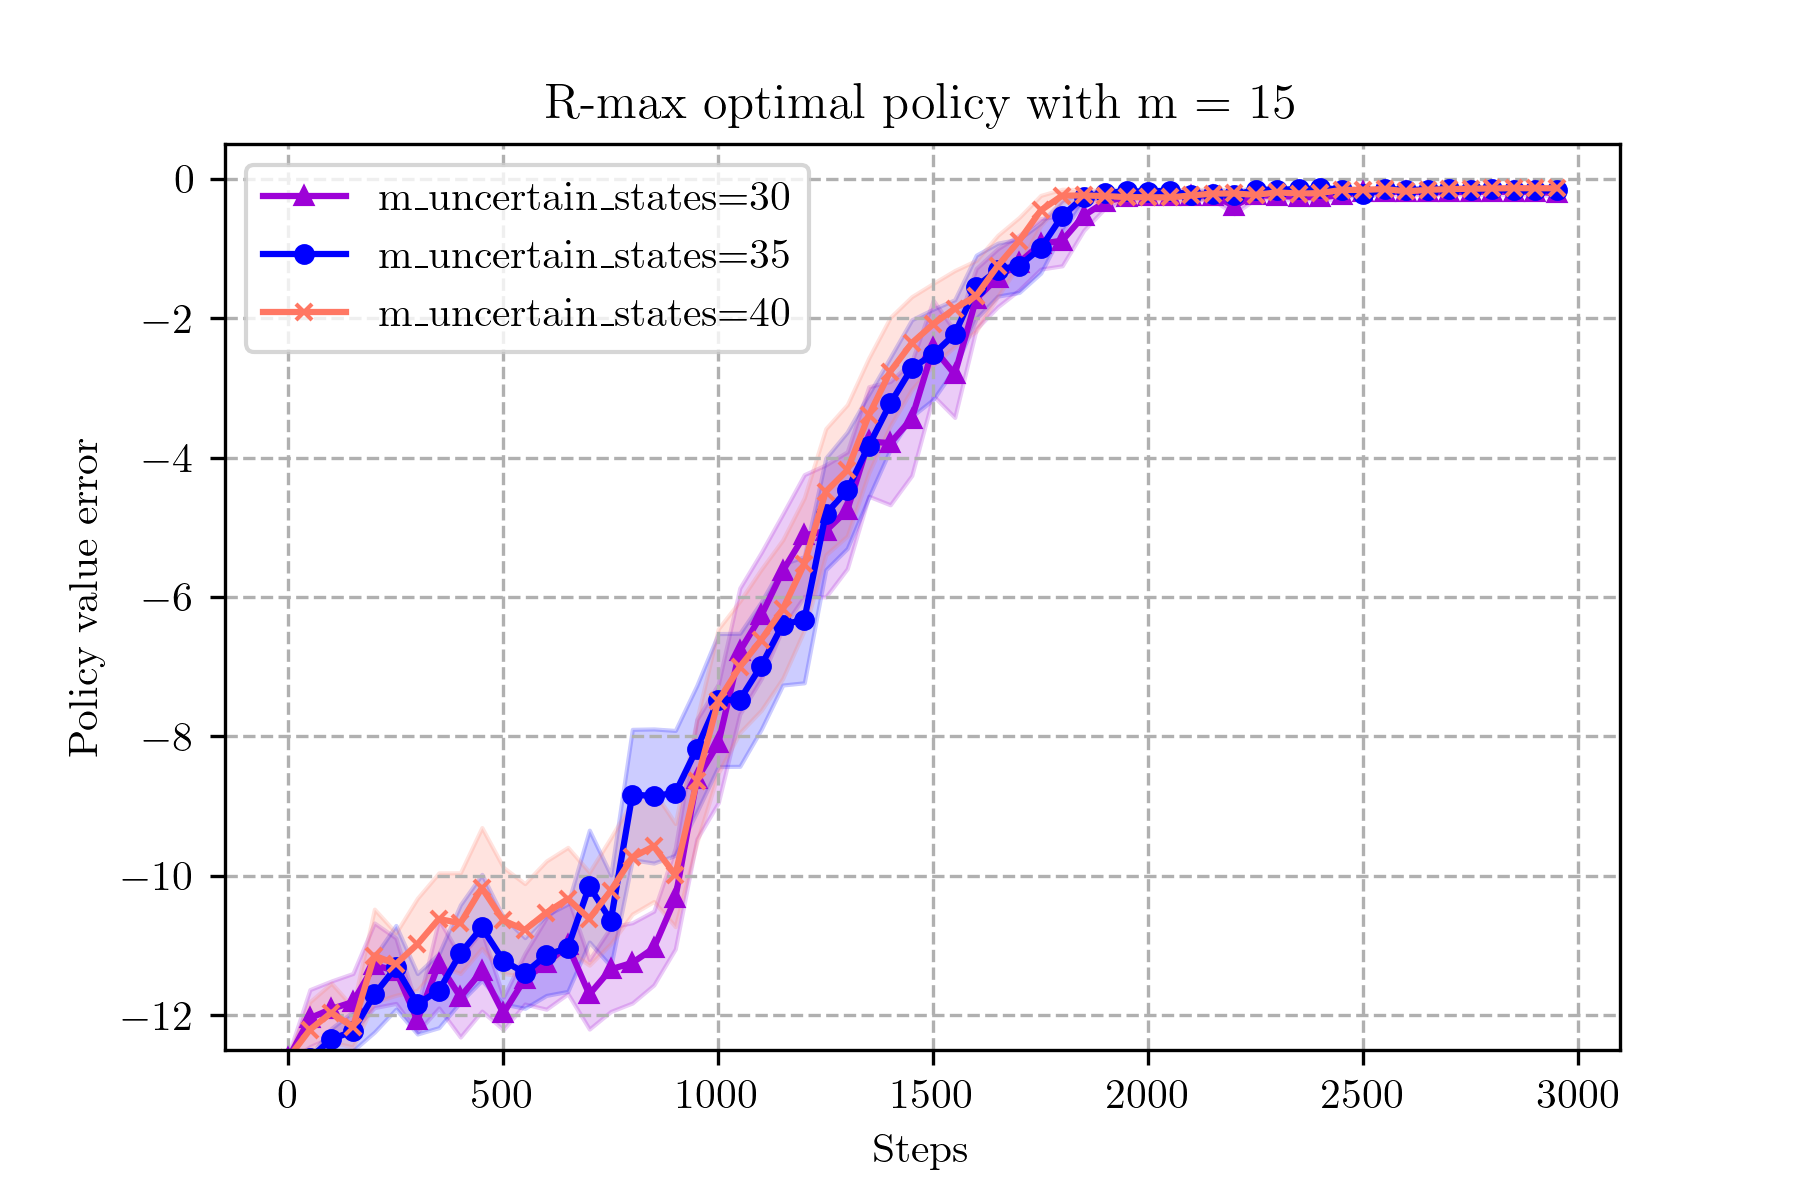 R-max optimal policy with m = 15
m_uncertain_states=30
m_uncertain_states=35
m_uncertain_states=40
Policy value error
0
−2
−4
−6
−8
−10
−12
0 500 1000 1500 2000 2500 3000
Steps